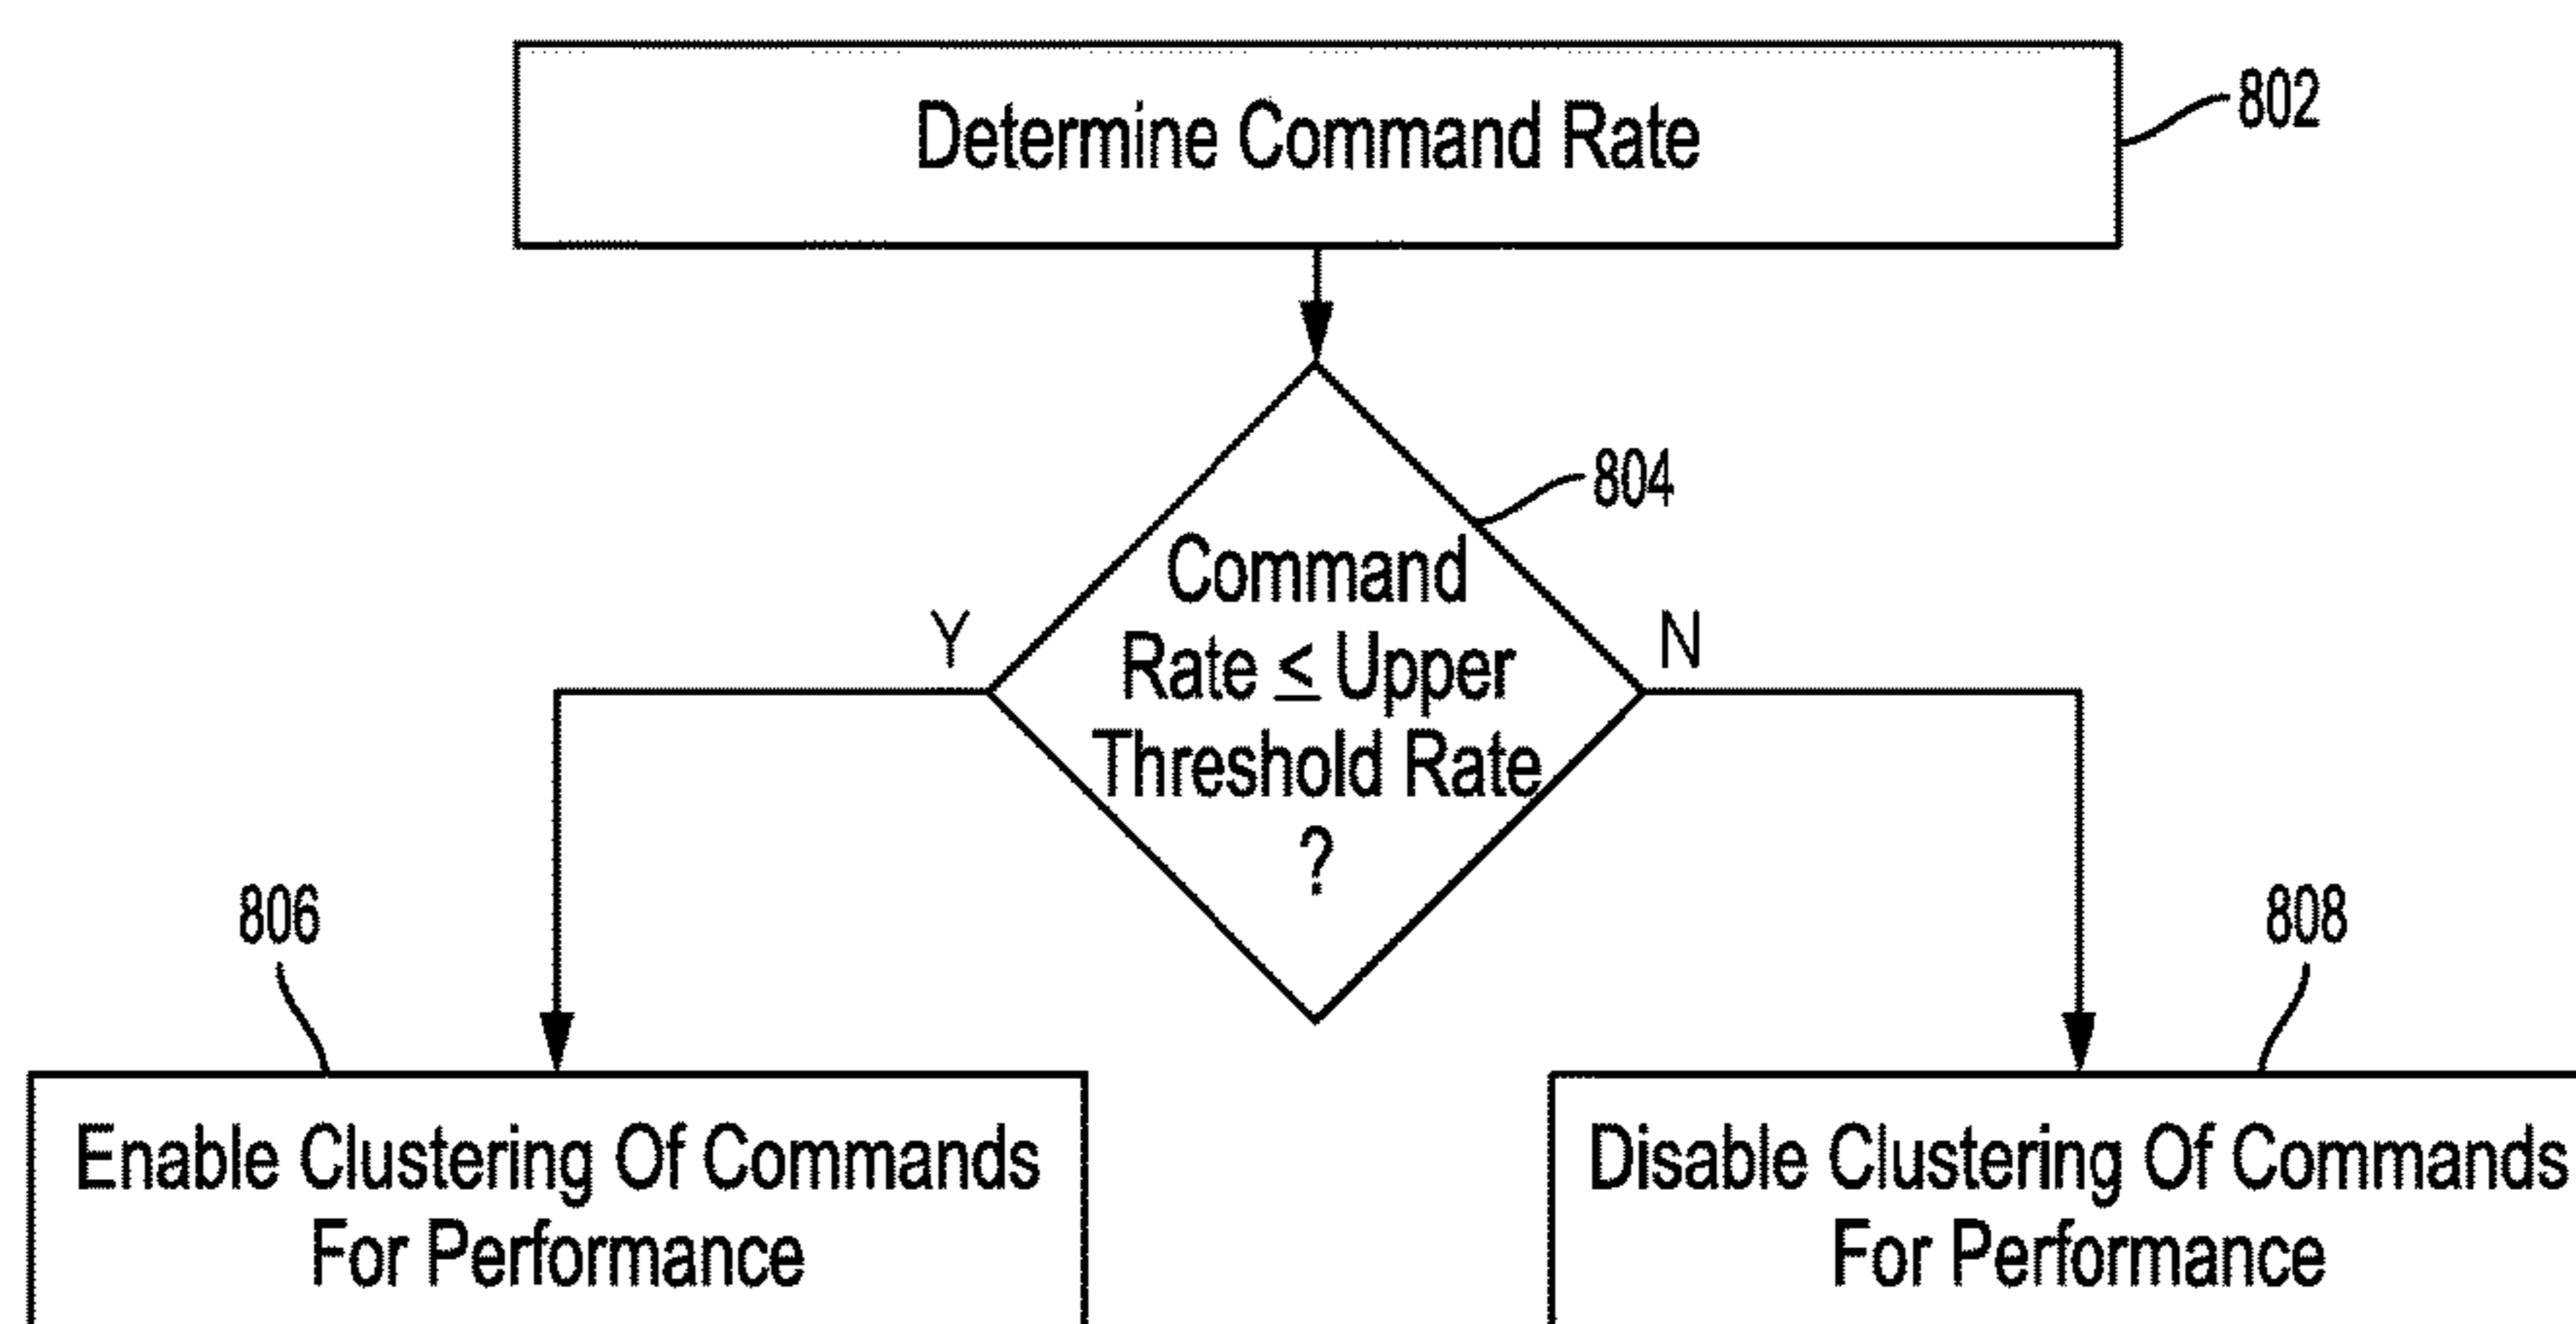 Determine Command Rate
802
804
Command
Rate ≤ Upper
Threshold Rate
?
Y
N
806
808
Enable Clustering Of Commands
For Performance
Disable Clustering Of Commands
For Performance